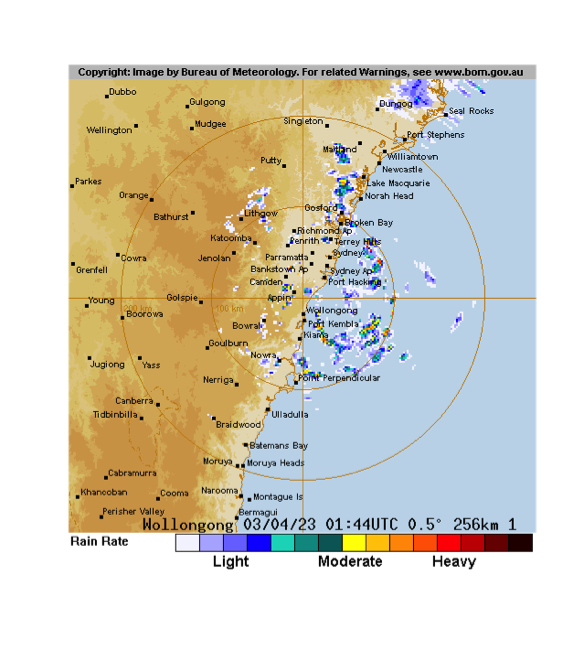 Copyright: Image by Bureau of Meteorology. For related Warnings, see www.bom.gov.au
Dubbo
Gulgong
Dungog
Seal Rocks
Singleton
Wellington
Mudgee
Port Stephens
Maitland
Williamtown
Putty
Newcastle
Parkes
Lake Macquarie
Orange
Norah Head
Gosford
Bathurst
Lithgow
Broken Bay
Richmond Ap
Katoomba
Penrith
Terrey Hills
Cowra
Jenolan
Parramatta
Sydney
Grenfell
Bankstown Ap
Sydney Ap
Camden
Port Hacking
Young
Golspie
Appin
200 km
100 km
Boorowa
Wollongong
Bowral
Port Kembla
Kiama
Goulburn
Jugiong
Yass
Nowra
Nerriga
Point Perpendicular
Canberra
Tidbinbilla
Ulladulla
Braidwood
Batemans Bay
Moruya
Moruya Heads
Cabramurra
Khancoban
Cooma
Narooma
Montague Is
Perisher Valley
Bermagui
Wollongong 03/04/23 01:44UTC 0.5° 256km 1
Rain Rate
Light Moderate Heavy